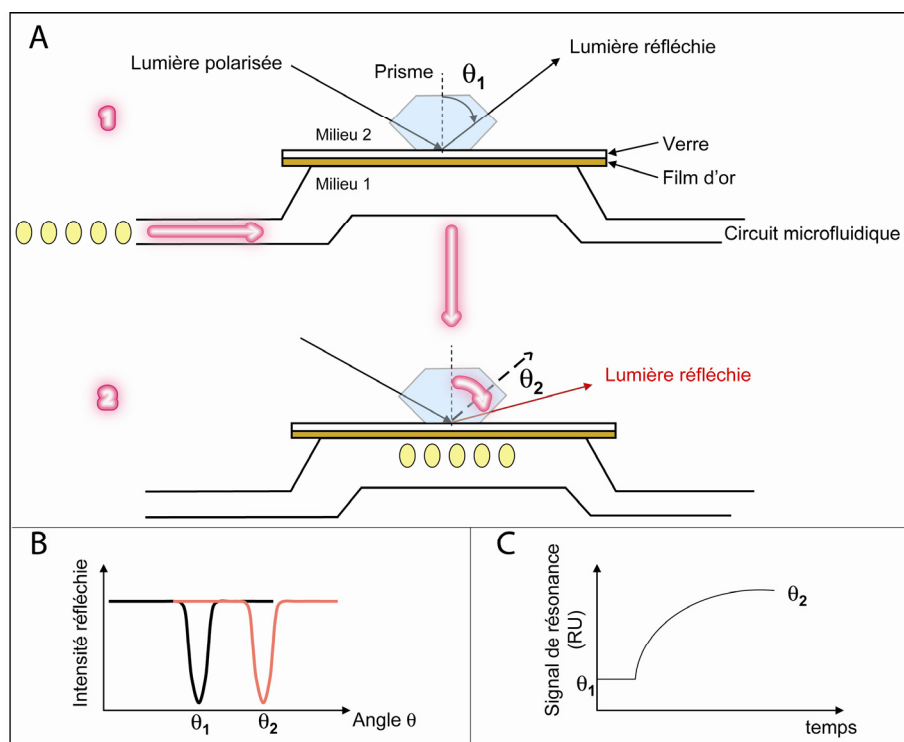 A
Lumière polarisée
Prisme
θ1
Lumière réfléchie
1
Milieu 2
Verre
Film d'or
Milieu 1
Circuit microfluidique
2
θ2
Lumière réfléchie
B
Intensité réfléchie
θ1
θ2
Angle θ
C
Signal de résonance
(RU)
θ1
θ2
temps